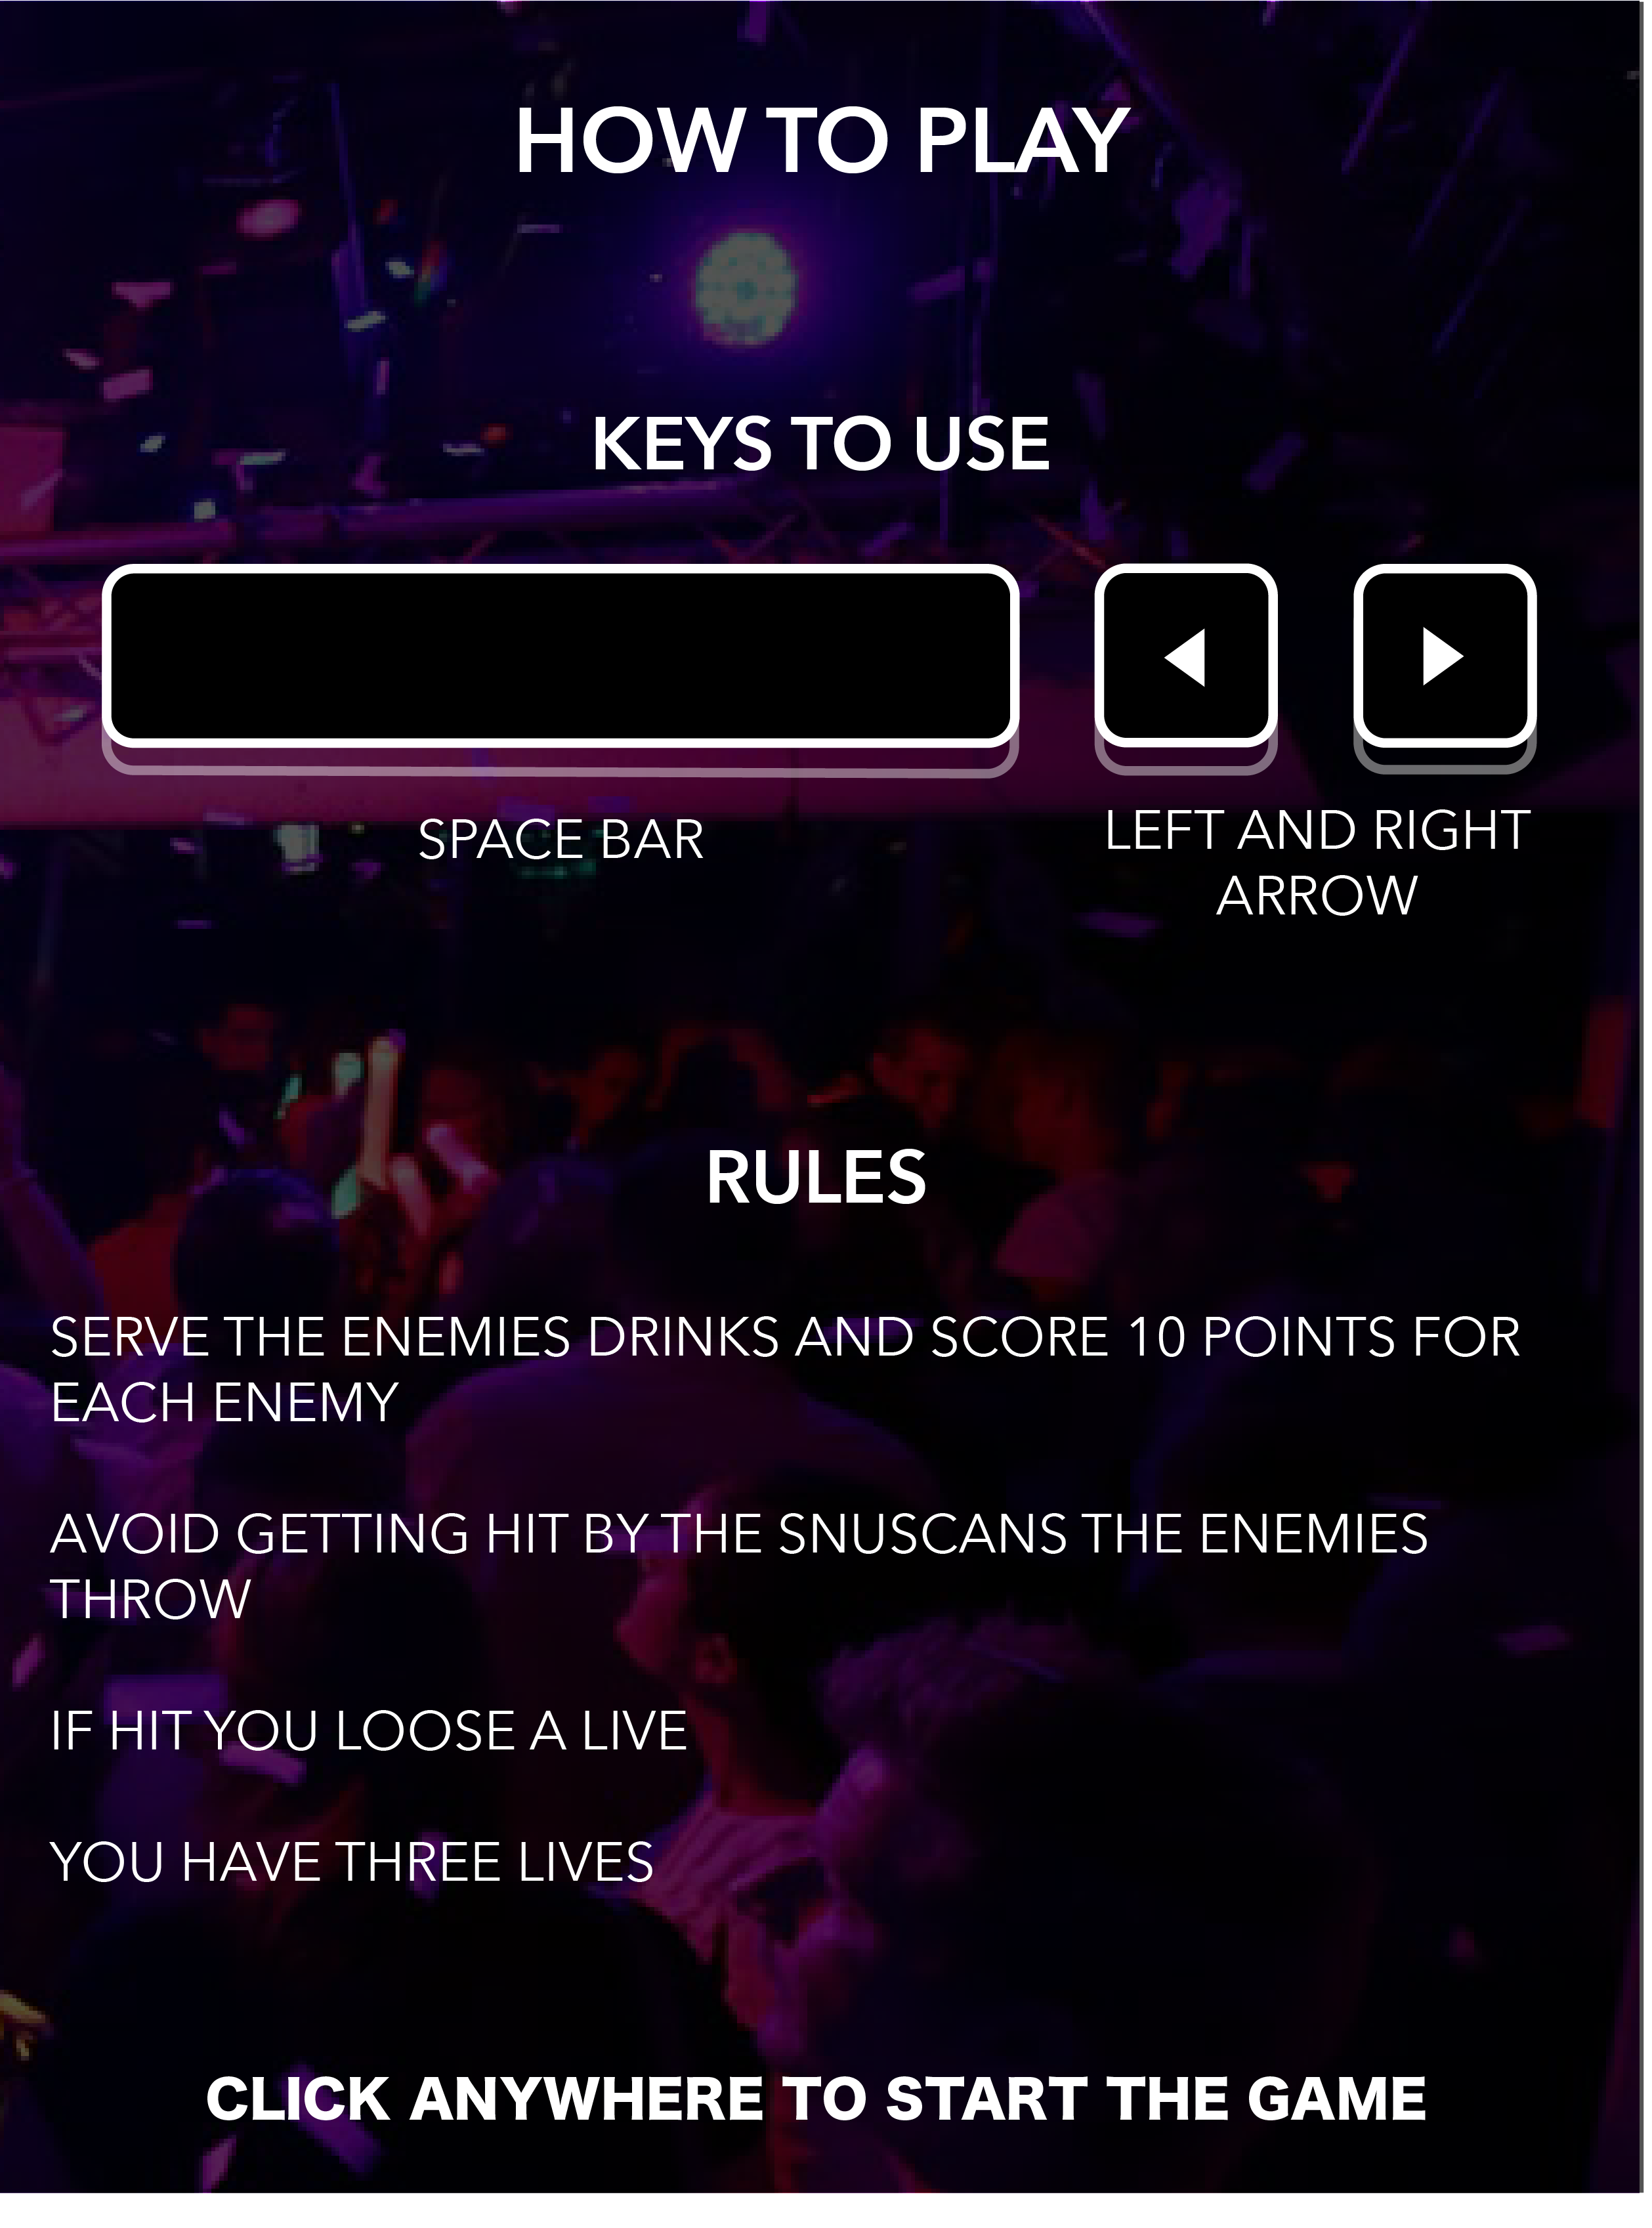 HOW TO PLAY
KEYS TO USE
SPACE BAR
LEFT AND RIGHT
ARROW
RULES
SERVE THE ENEMIES DRINKS AND SCORE 10 POINTS FOR
EACH ENEMY
AVOID GETTING HIT BY THE SNUSCANS THE ENEMIES
THROW
IF HIT YOU LOOSE A LIVE
YOU HAVE THREE LIVES
CLICK ANYWHERE TO START THE GAME